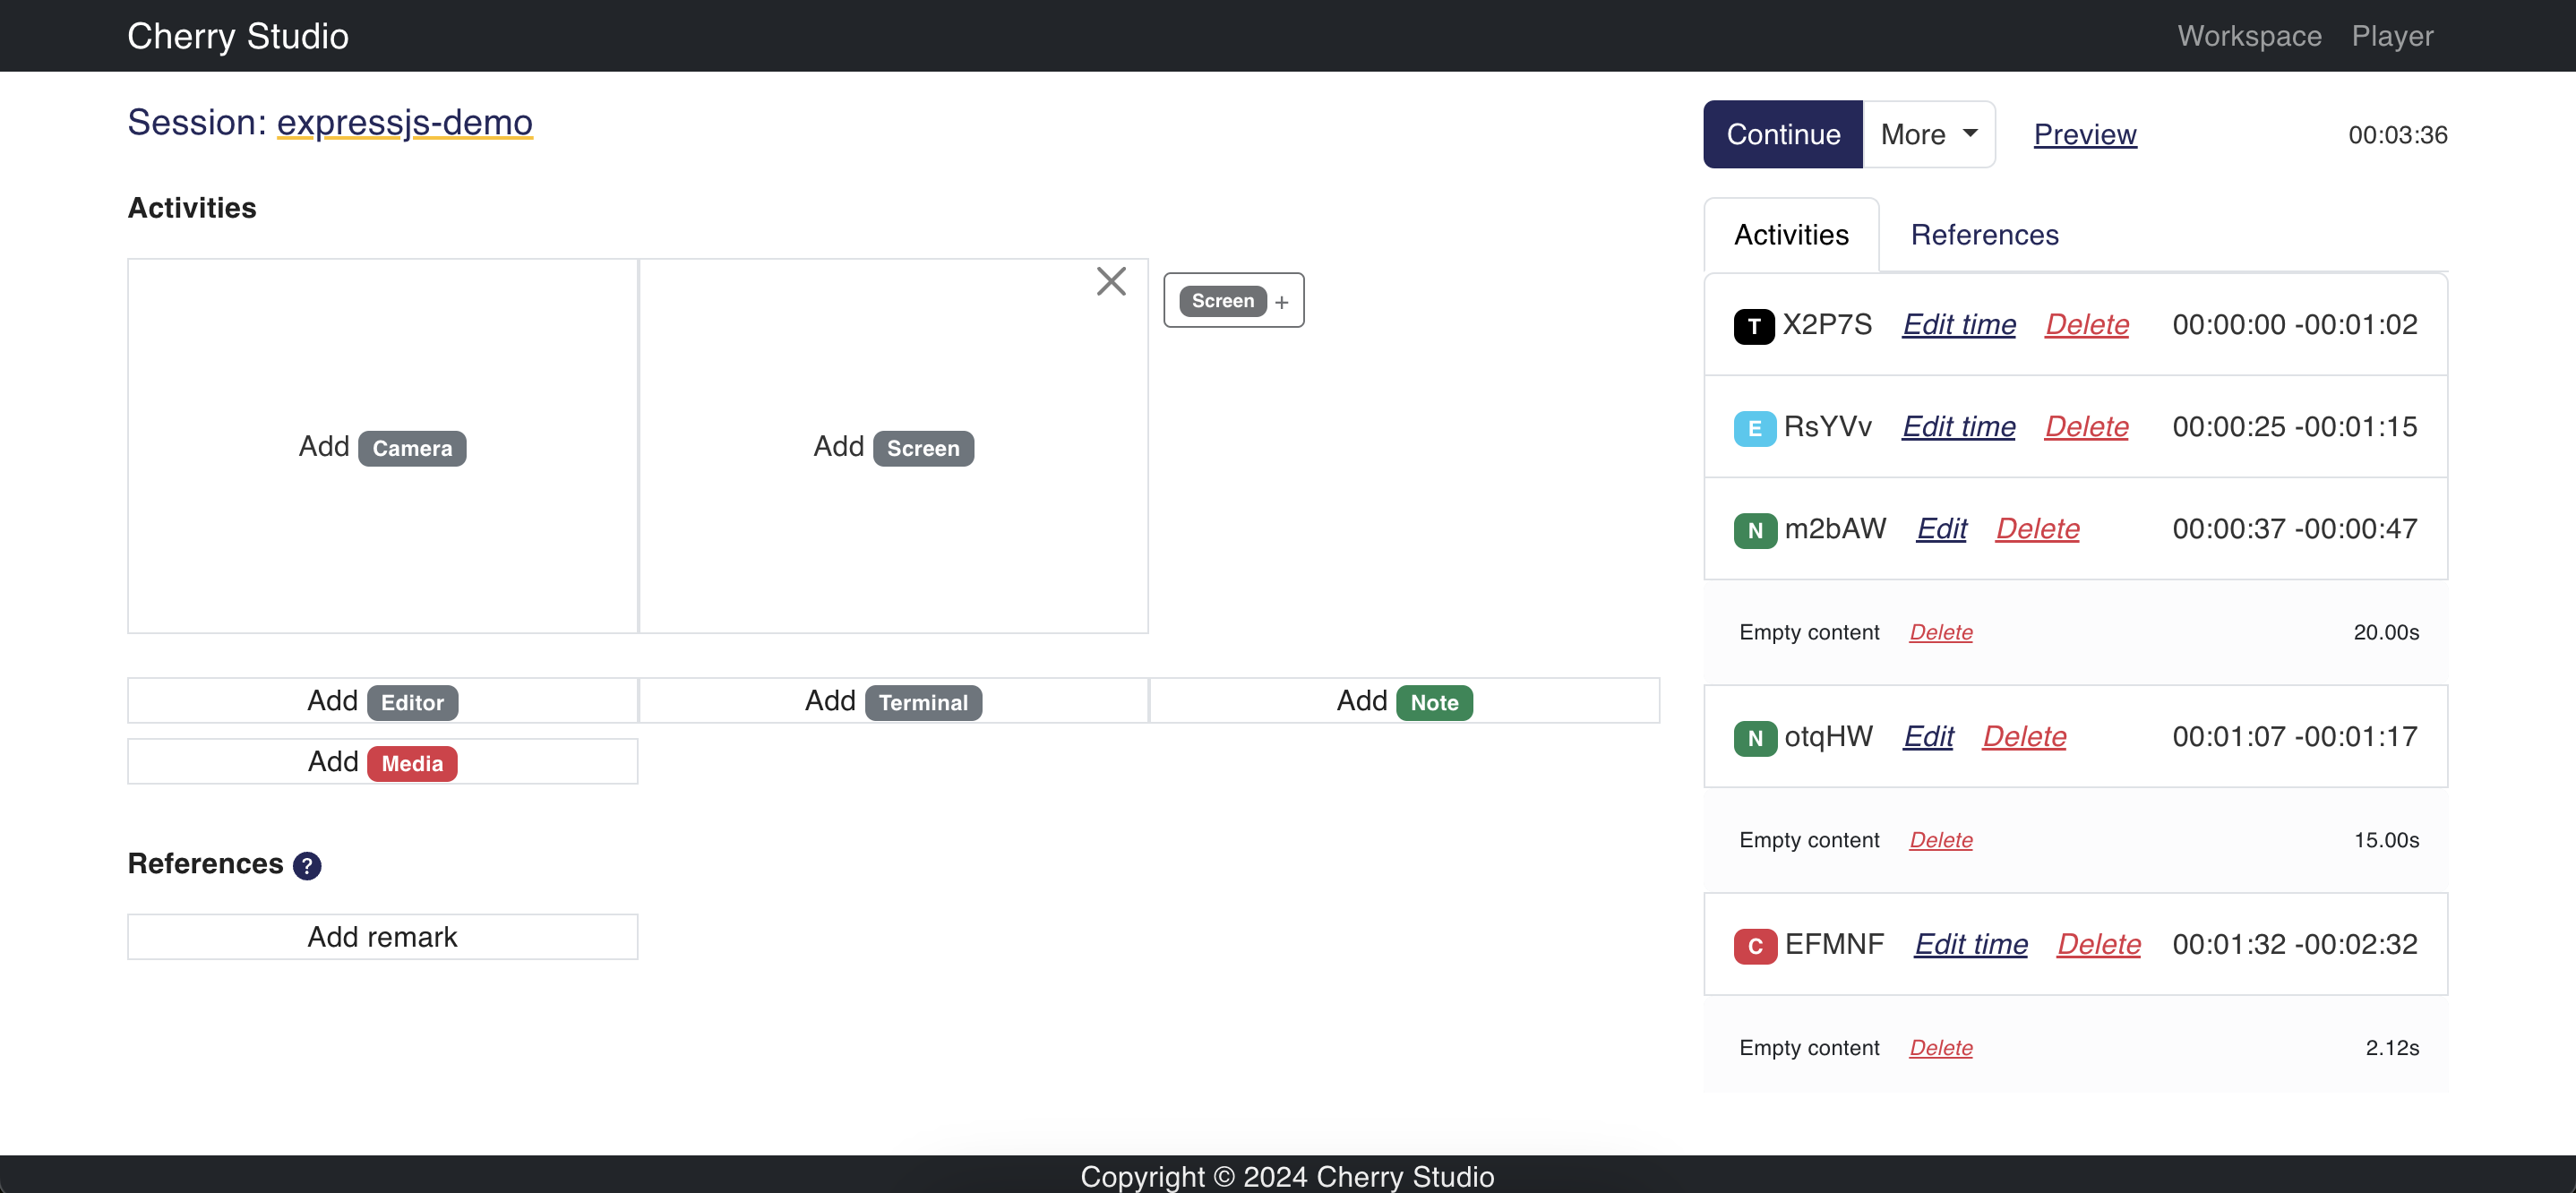 Cherry Studio Workspace Player
Session: expressjs-demo
Continue More Preview 00:03:36
Activities
Add Camera
Add Screen
Screen +
Add Editor
Add Terminal
Add Note
Add Media
References ?
Add remark
Activities References
T X2P7S Edit time Delete 00:00:00 -00:01:02
E RsYVv Edit time Delete 00:00:25 -00:01:15
N m2bAW Edit Delete 00:00:37 -00:00:47
Empty content Delete 20.00s
N otqHW Edit Delete 00:01:07 -00:01:17
Empty content Delete 15.00s
C EFMNF Edit time Delete 00:01:32 -00:02:32
Empty content Delete 2.12s
Copyright © 2024 Cherry Studio